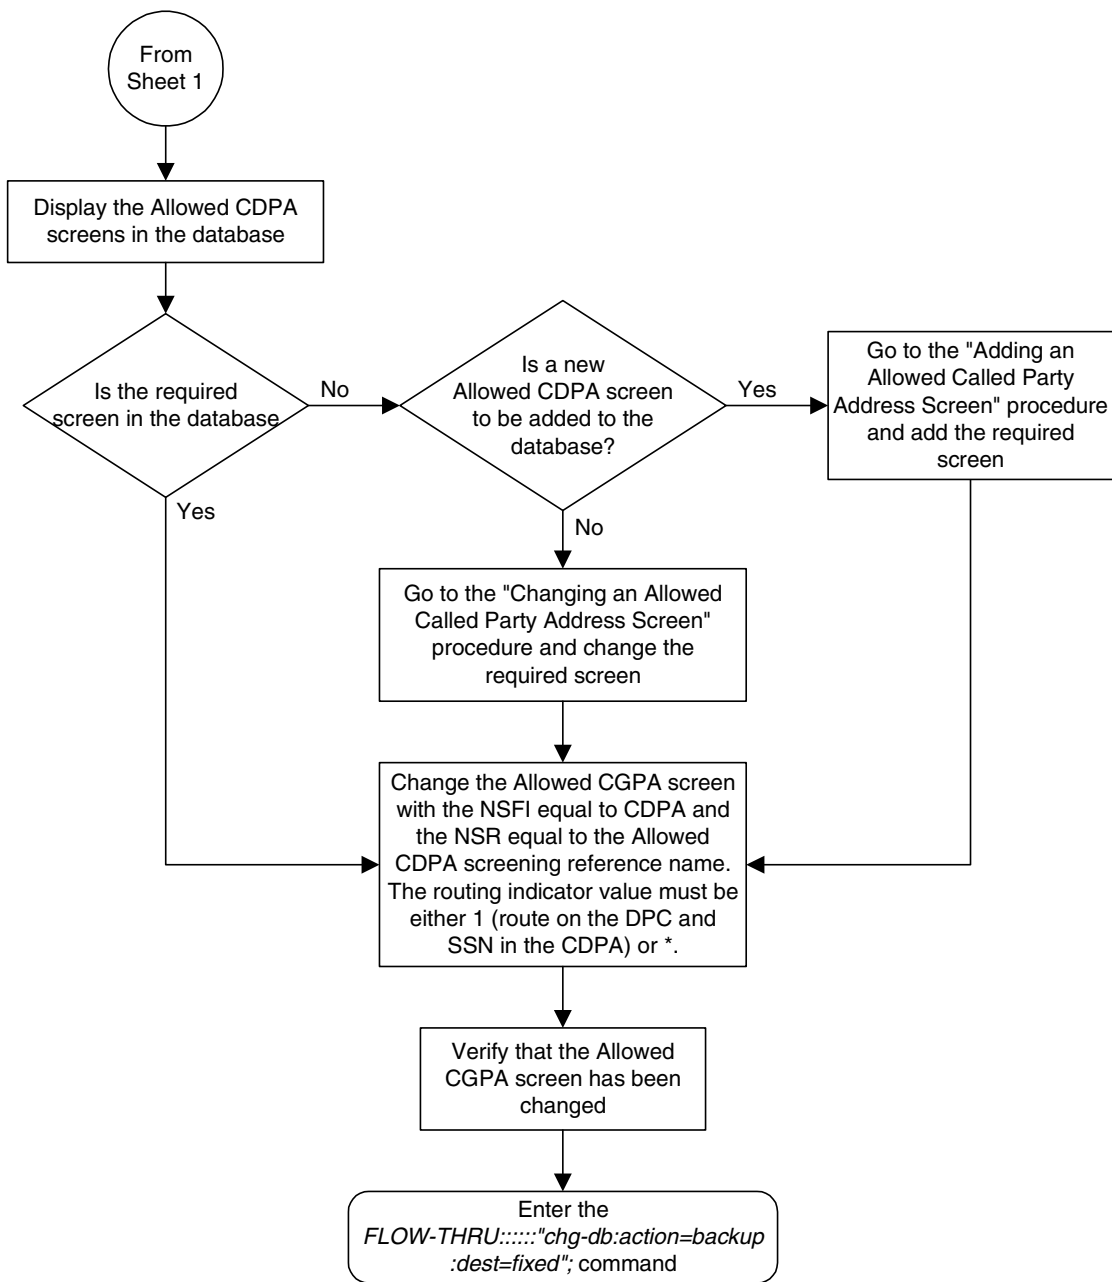 From
Sheet 1
Display the Allowed CDPA
screens in the database
Is the required
screen in the database
No
Yes
Is a new
Allowed CDPA screen
to be added to the
database?
Yes
No
Go to the "Adding an
Allowed Called Party
Address Screen" procedure
and add the required
screen
Go to the "Changing an Allowed
Called Party Address Screen"
procedure and change the
required screen
Change the Allowed CGPA screen
with the NSFI equal to CDPA and
the NSR equal to the Allowed
CDPA screening reference name.
The routing indicator value must be
either 1 (route on the DPC and
SSN in the CDPA) or *.
Verify that the Allowed
CGPA screen has been
changed
Enter the
FLOW-THRU::::::"chg-db:action=backup
:dest=fixed"; command